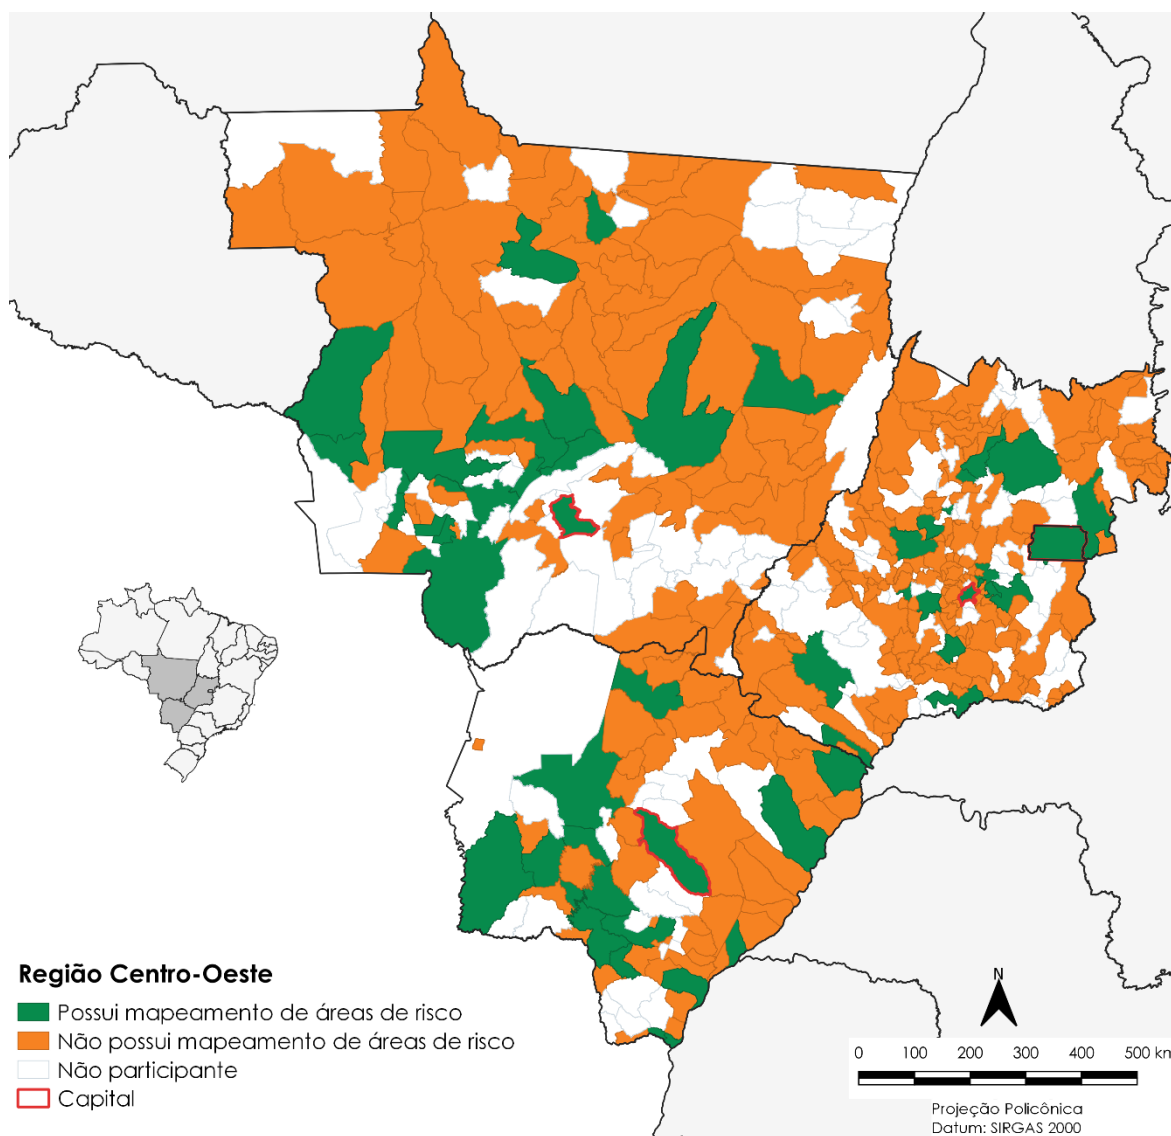 Região Centro-Oeste
Possui mapeamento de áreas de risco
Não possui mapeamento de áreas de risco
Não participante
Capital
N
0 100 200 300 400 500 km
Projeção Policônica
Datum: SIRGAS 2000